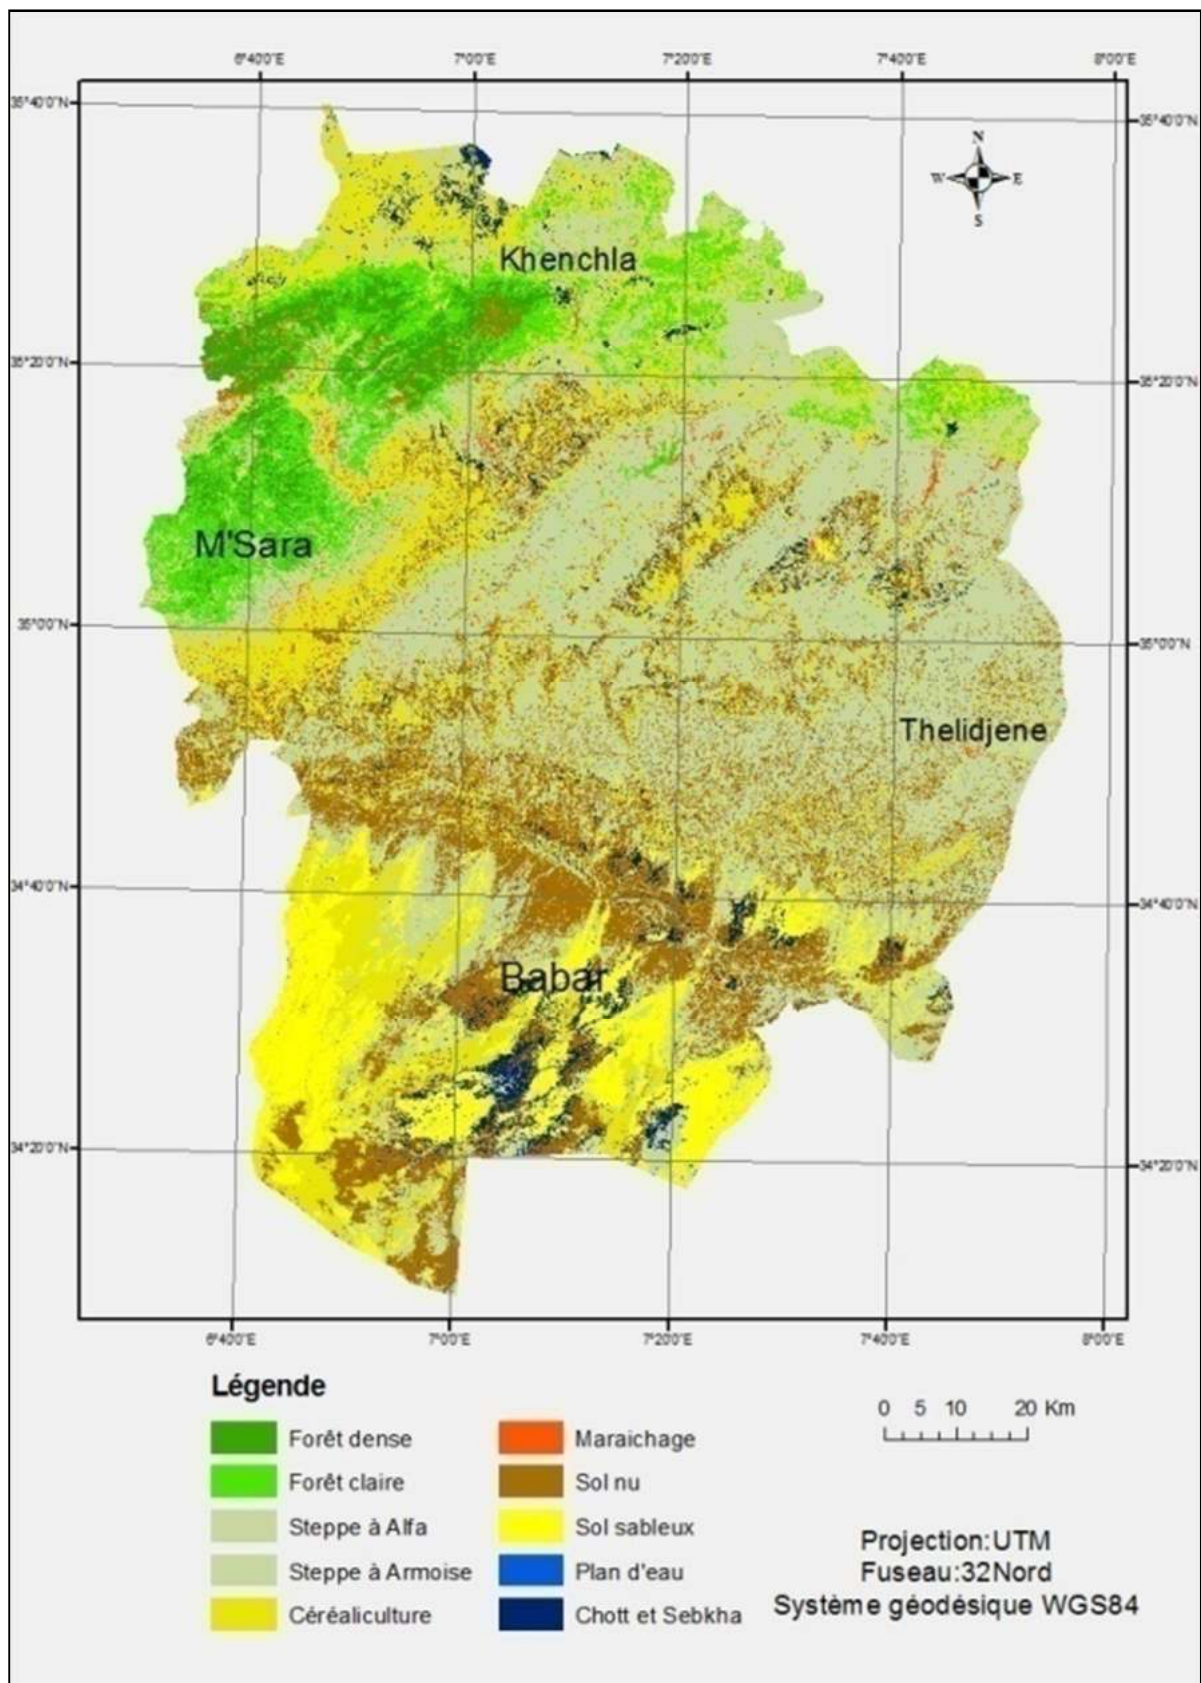 6°40'0"E 7°0'0"E 7°20'0"E 7°40'0"E 8°00'E
35°40'0"N 35°40'0"N
N
W E
S
Khenchla
35°20'0"N 35°20'0"N
M'Sara
35°0'0"N 35°0'0"N
Thelidjene
34°40'0"N 34°40'0"N
Babar
34°20'0"N 34°20'0"N
6°40'0"E 7°0'0"E 7°20'0"E 7°40'0"E 8°0'0"E
Légende
Forêt dense
Forêt claire
Steppe à Alfa
Steppe à Armoise
Céréaliculture
Maraichage
Sol nu
Sol sableux
Plan d'eau
Chott et Sebkha
0 5 10 20 Km
Projection:UTM
Fuseau:32Nord
Système géodésique WGS84